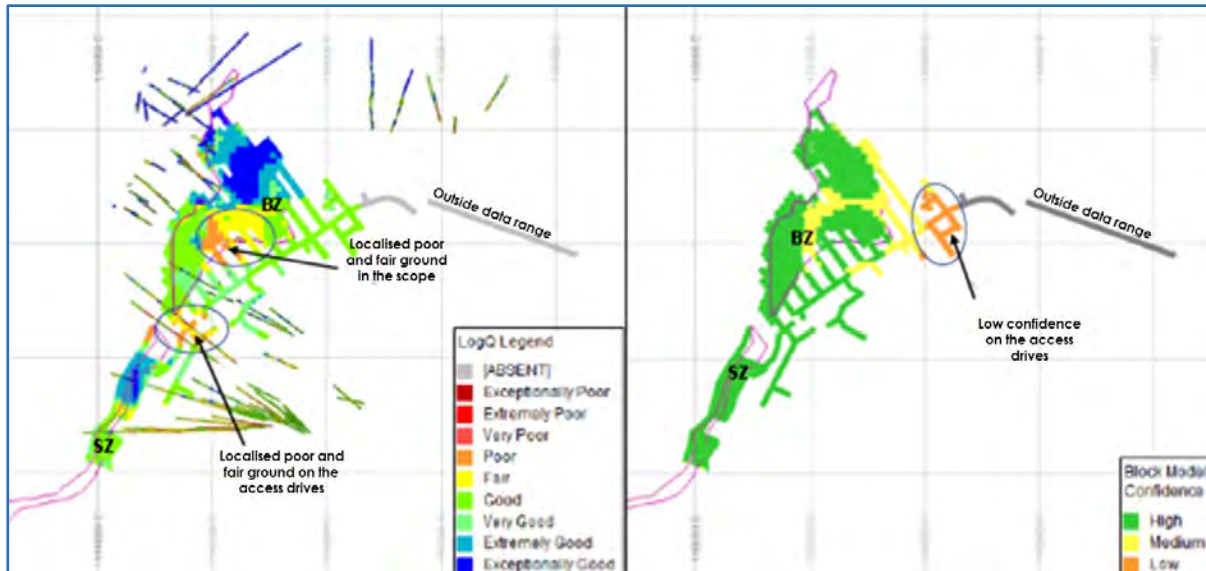 Outside data range
BZ
Localised poor
and fair ground
in the scope
SZ
Localised poor and
fair ground on the
access drives
LogQ Legend
[ABSENT]
Exceptionally Poor
Extremely Poor
Very Poor
Poor
Fair
Good
Very Good
Extremely Good
Exceptionally Good
Outside data range
BZ
Low confidence
on the access
drives
SZ
Block Model
Confidence
High
Medium
Low